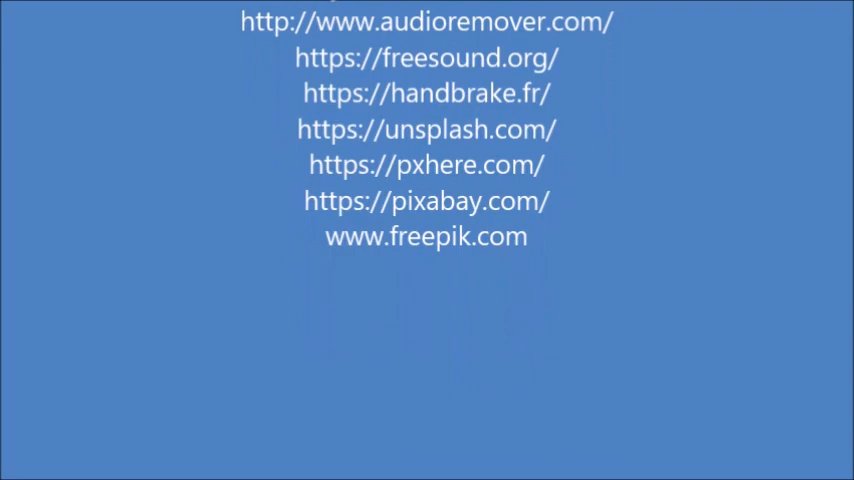 http://www.audioremover.com/
https://freesound.org/
https://handbrake.fr/
https://unsplash.com/
https://pxhere.com/
https://pixabay.com/
www.freepik.com